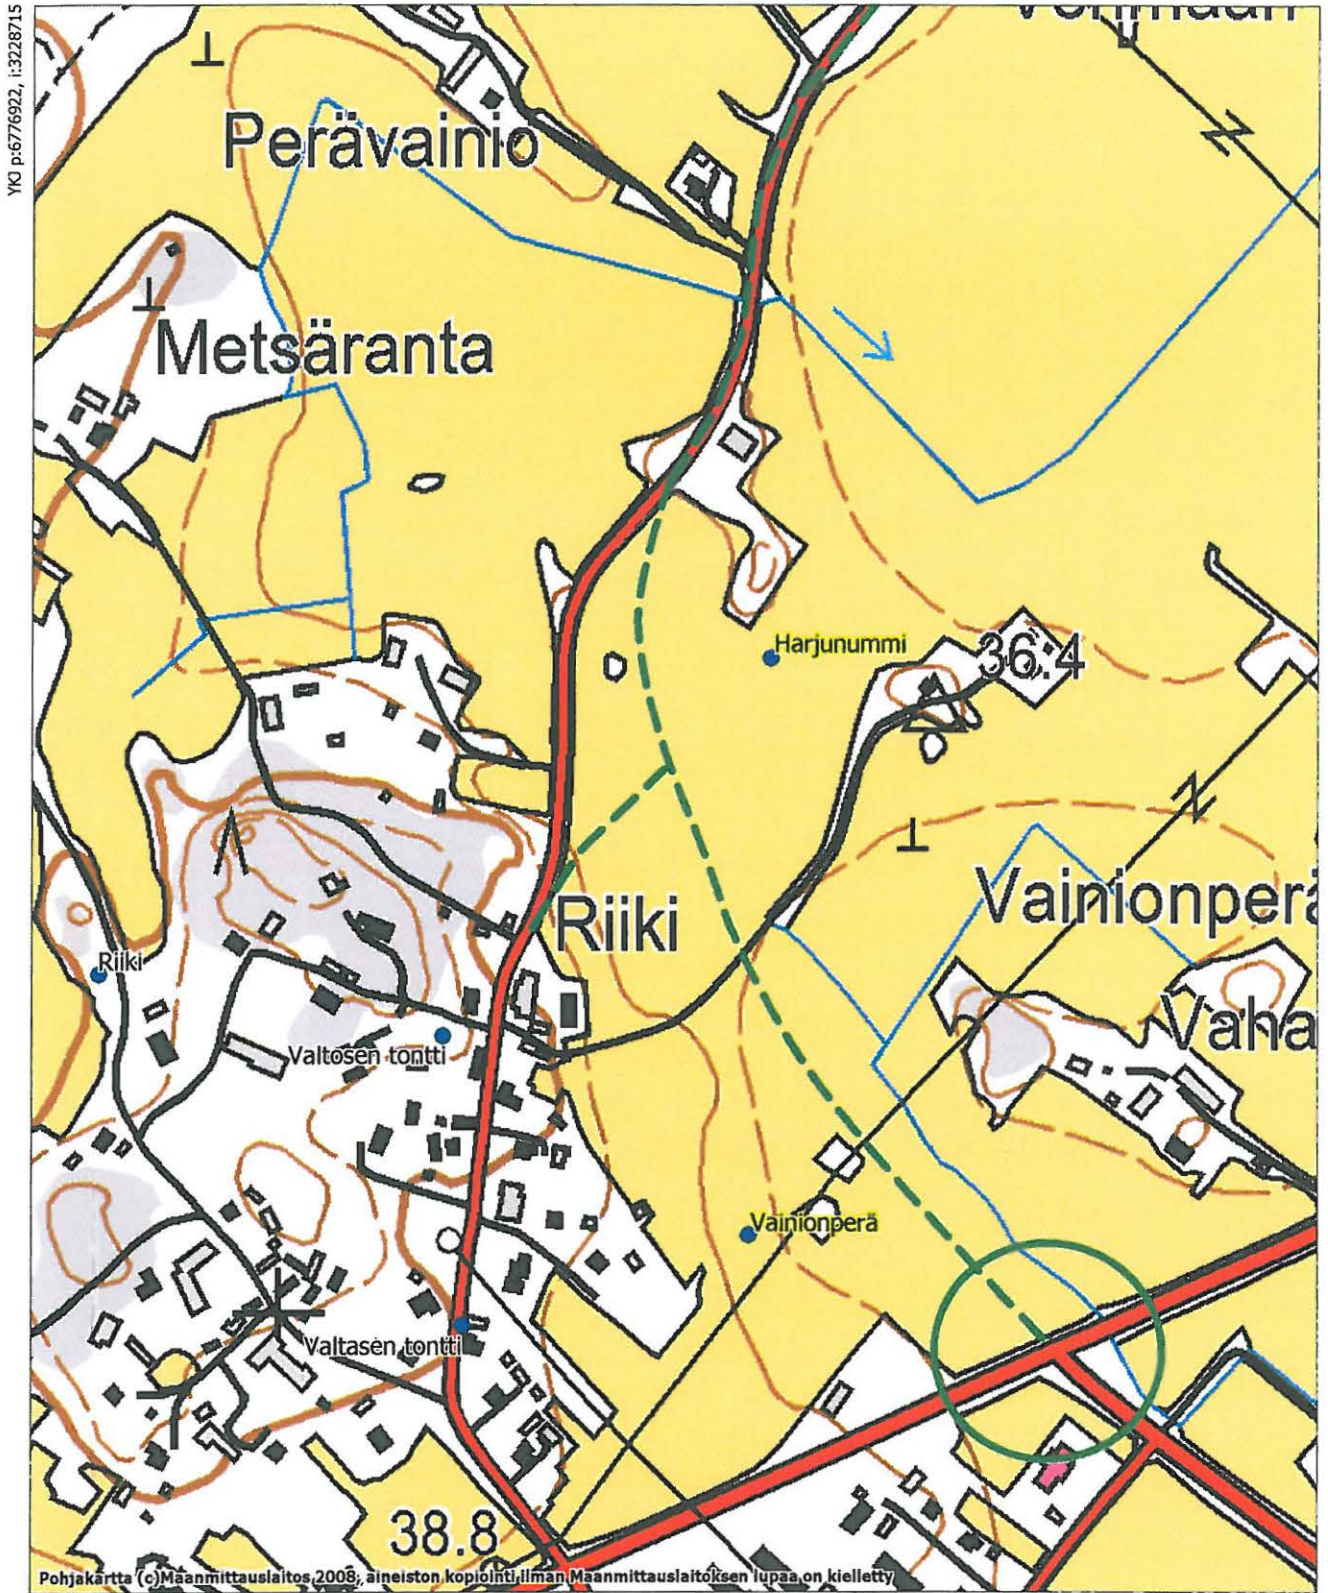 YKJ p:6776922, i:3228715
Perävainio
Metsäranta
Harjunummi
36.4
Riiki
Vainionperä
Riiki
Vaha
Valtosen tontti
Vainionperä
Valtasen tontti
38.8
Pohjakartta (c)Maanmittauslaitos 2008, aineiston kopiointi ilman Maanmittauslaitoksen lupaa on kielletty